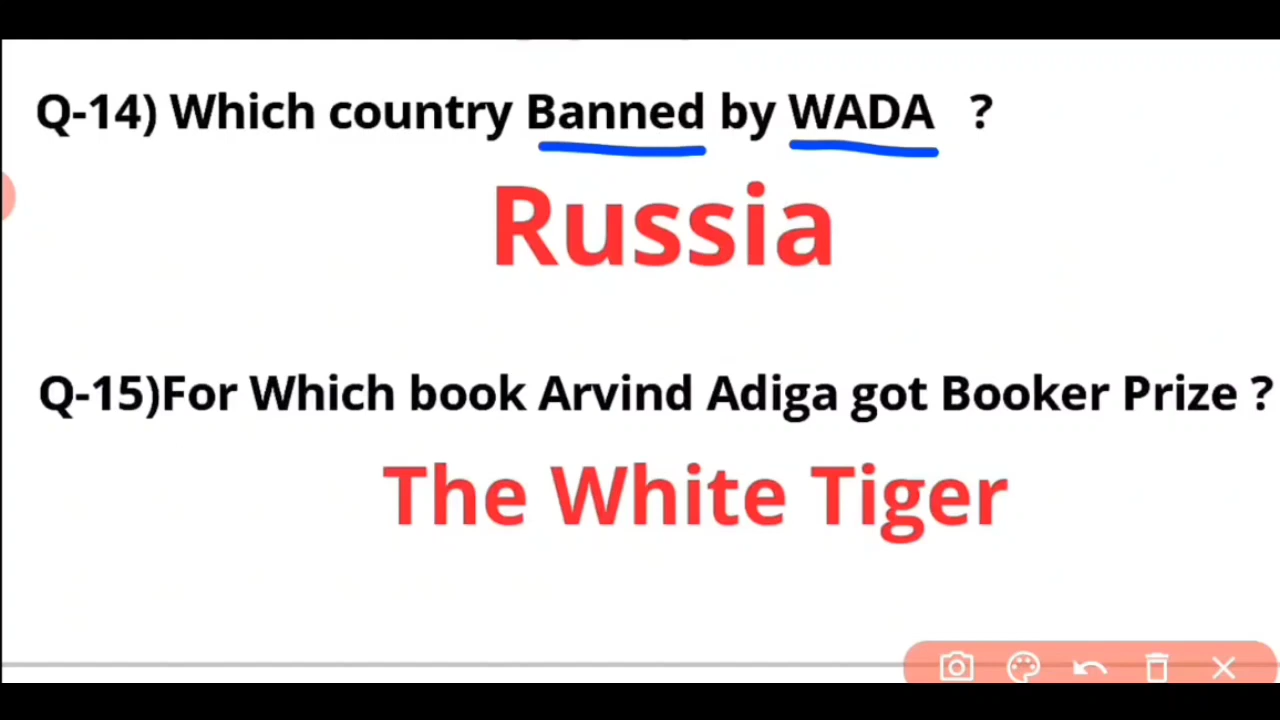 Q-14) Which country Banned by WADA ?
Russia
Q-15)For Which book Arvind Adiga got Booker Prize ?
The White Tiger